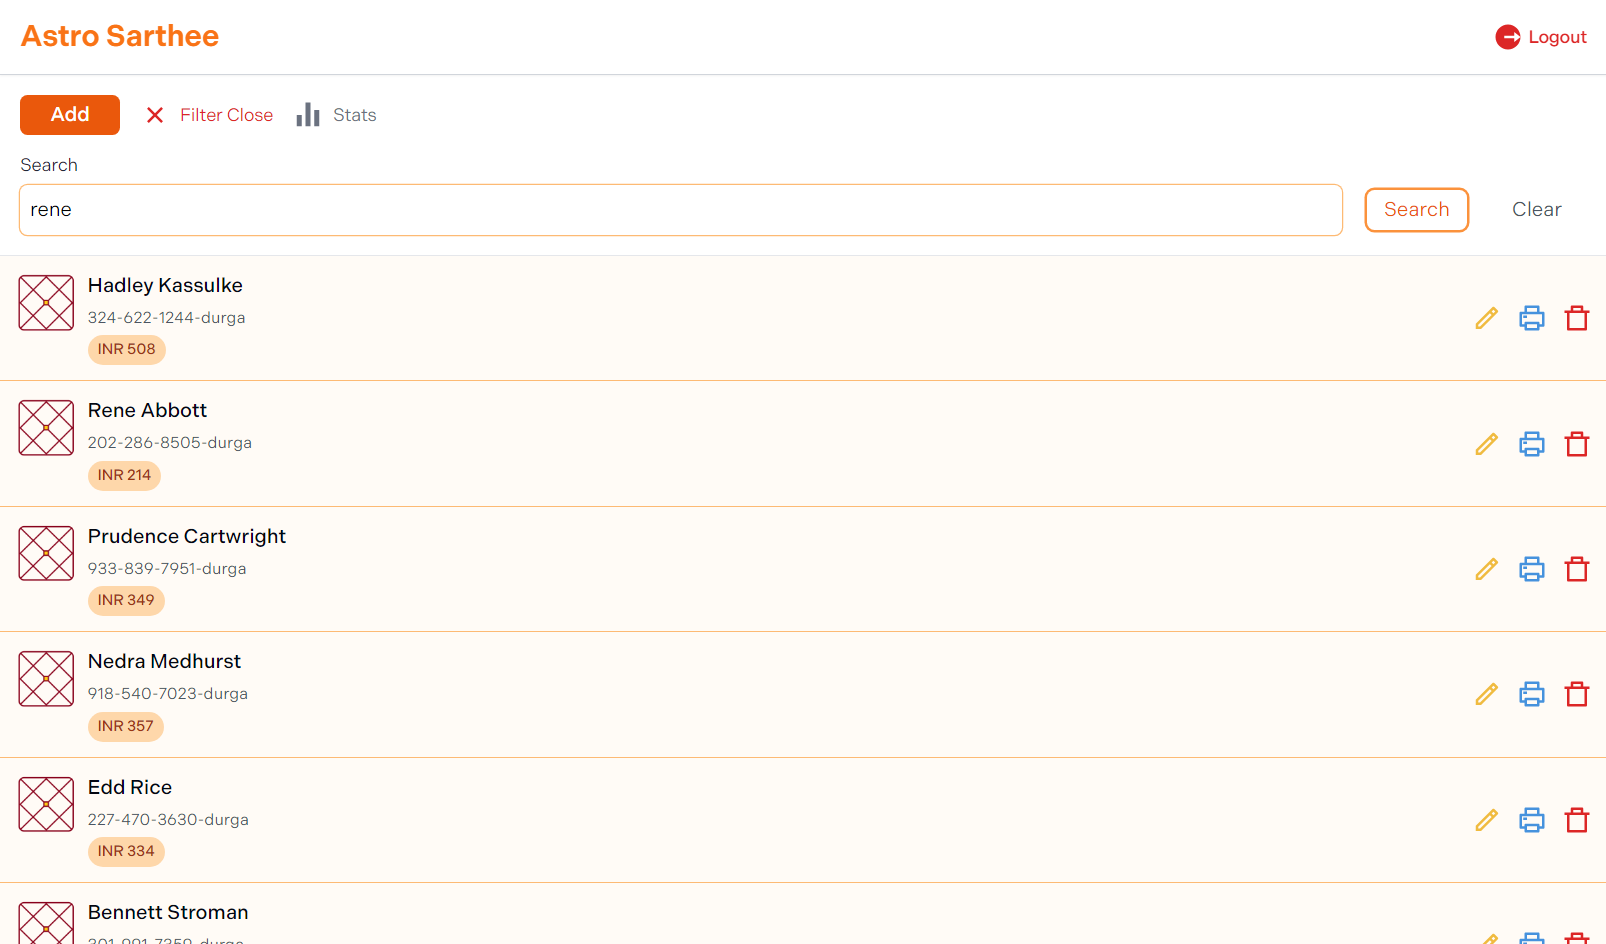 Astro Sarthee
Logout
Add
Filter Close
Stats
Search
rene
Search
Clear
Hadley Kassulke
324-622-1244-durga
INR 508
Rene Abbott
202-286-8505-durga
INR 214
Prudence Cartwright
933-839-7951-durga
INR 349
Nedra Medhurst
918-540-7023-durga
INR 357
Edd Rice
227-470-3630-durga
INR 334
Bennett Stroman